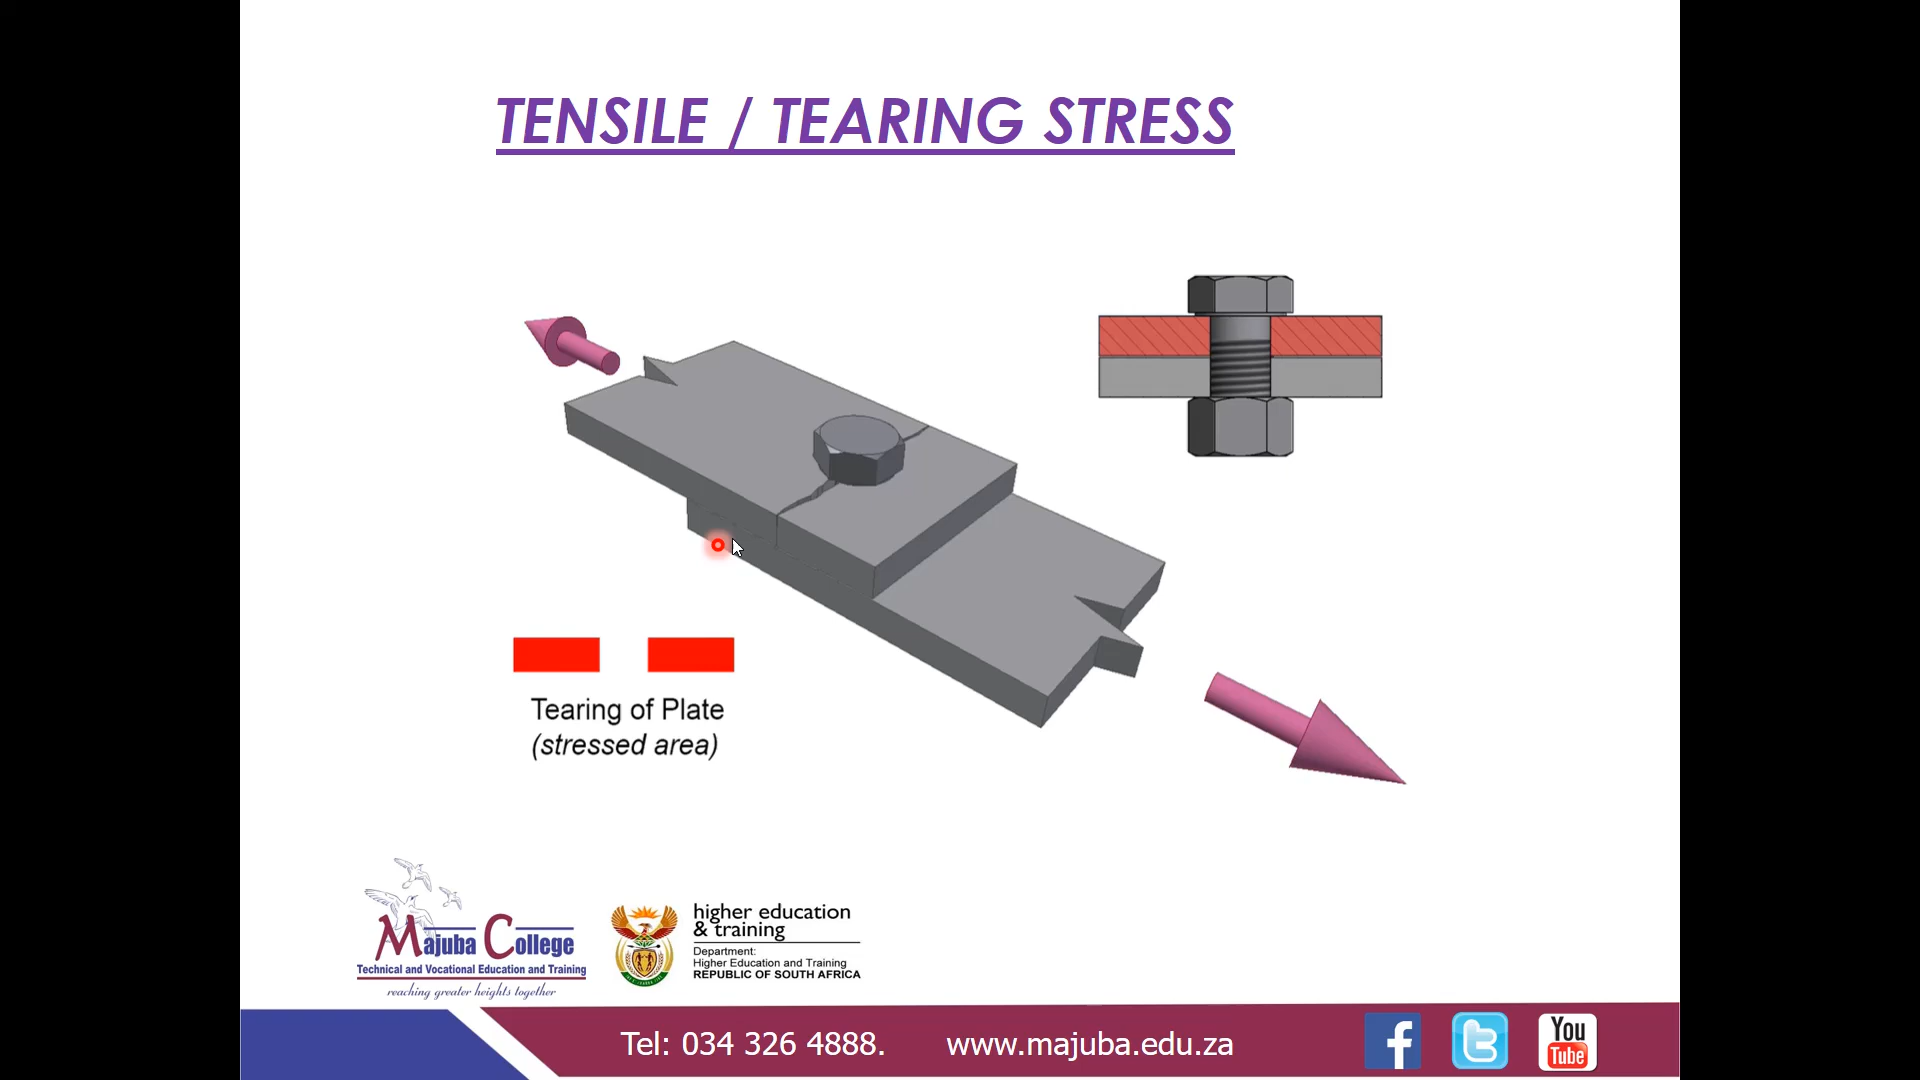 TENSILE / TEARING STRESS
Tearing of Plate
(stressed area)
Majuba College
Technical and Vocational Education and Training
reaching greater heights together
higher education
& training
Department:
Higher Education and Training
REPUBLIC OF SOUTH AFRICA
Tel: 034 326 4888. www.majuba.edu.za
You
Tube